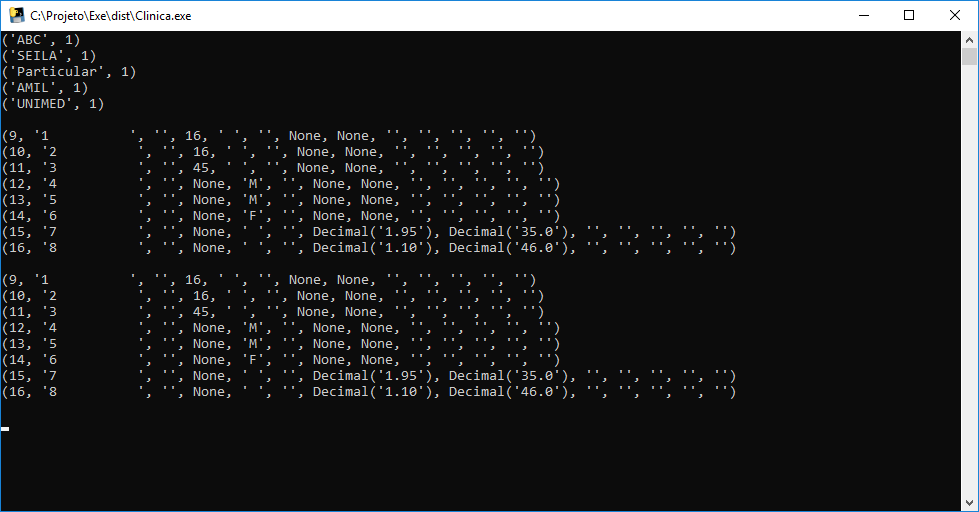 C:\Projeto\Exe\dist\Clinica.exe
('ABC', 1)
('SEILA', 1)
('Particular', 1)
('AMIL', 1)
('UNIMED', 1)
(9, '1          ', '', 16, ' ', '', None, None, '', '', '', '', '')
(10, '2          ', '', 16, ' ', '', None, None, '', '', '', '', '')
(11, '3          ', '', 45, ' ', '', None, None, '', '', '', '', '')
(12, '4          ', '', None, 'M', '', None, None, '', '', '', '', '')
(13, '5          ', '', None, 'M', '', None, None, '', '', '', '', '')
(14, '6          ', '', None, 'F', '', None, None, '', '', '', '', '')
(15, '7          ', '', None, ' ', '', Decimal('1.95'), Decimal('35.0'), '', '', '', '', '')
(16, '8          ', '', None, ' ', '', Decimal('1.10'), Decimal('46.0'), '', '', '', '', '')
(9, '1          ', '', 16, ' ', '', None, None, '', '', '', '', '')
(10, '2          ', '', 16, ' ', '', None, None, '', '', '', '', '')
(11, '3          ', '', 45, ' ', '', None, None, '', '', '', '', '')
(12, '4          ', '', None, 'M', '', None, None, '', '', '', '', '')
(13, '5          ', '', None, 'M', '', None, None, '', '', '', '', '')
(14, '6          ', '', None, 'F', '', None, None, '', '', '', '', '')
(15, '7          ', '', None, ' ', '', Decimal('1.95'), Decimal('35.0'), '', '', '', '', '')
(16, '8          ', '', None, ' ', '', Decimal('1.10'), Decimal('46.0'), '', '', '', '', '')